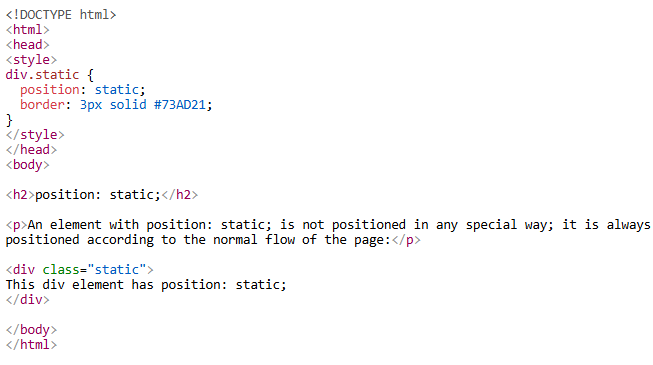 <!DOCTYPE html>
<html>
<head>
<style>
div.static {
  position: static;
  border: 3px solid #73AD21;
}
</style>
</head>
<body>

<h2>position: static;</h2>

<p>An element with position: static; is not positioned in any special way; it is always
positioned according to the normal flow of the page:</p>

<div class="static">
This div element has position: static;
</div>

</body>
</html>